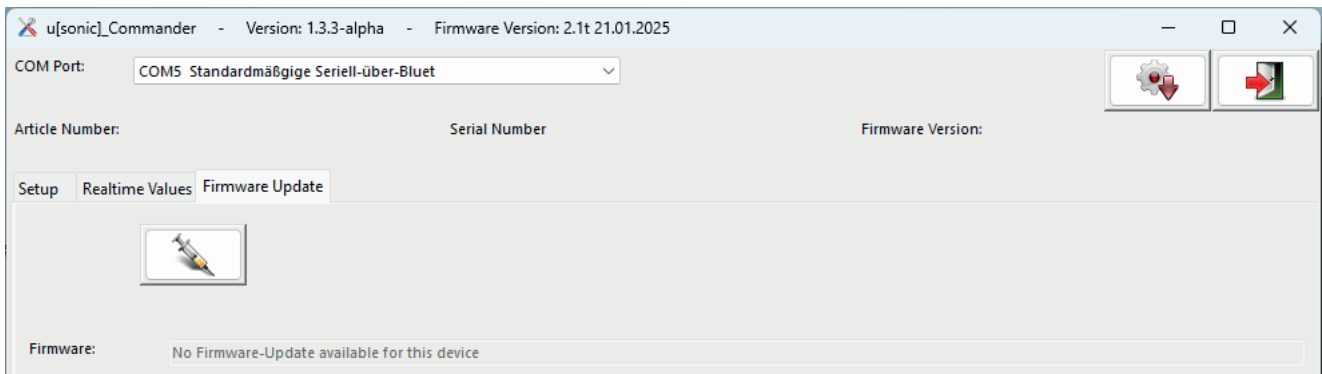 u[sonic]_Commander - Version: 1.3.3-alpha - Firmware Version: 2.1t 21.01.2025
COM Port: COM5 Standardmäßgige Seriell-über-Bluet
Article Number: Serial Number Firmware Version:
Setup Realtime Values Firmware Update
Firmware: No Firmware-Update available for this device